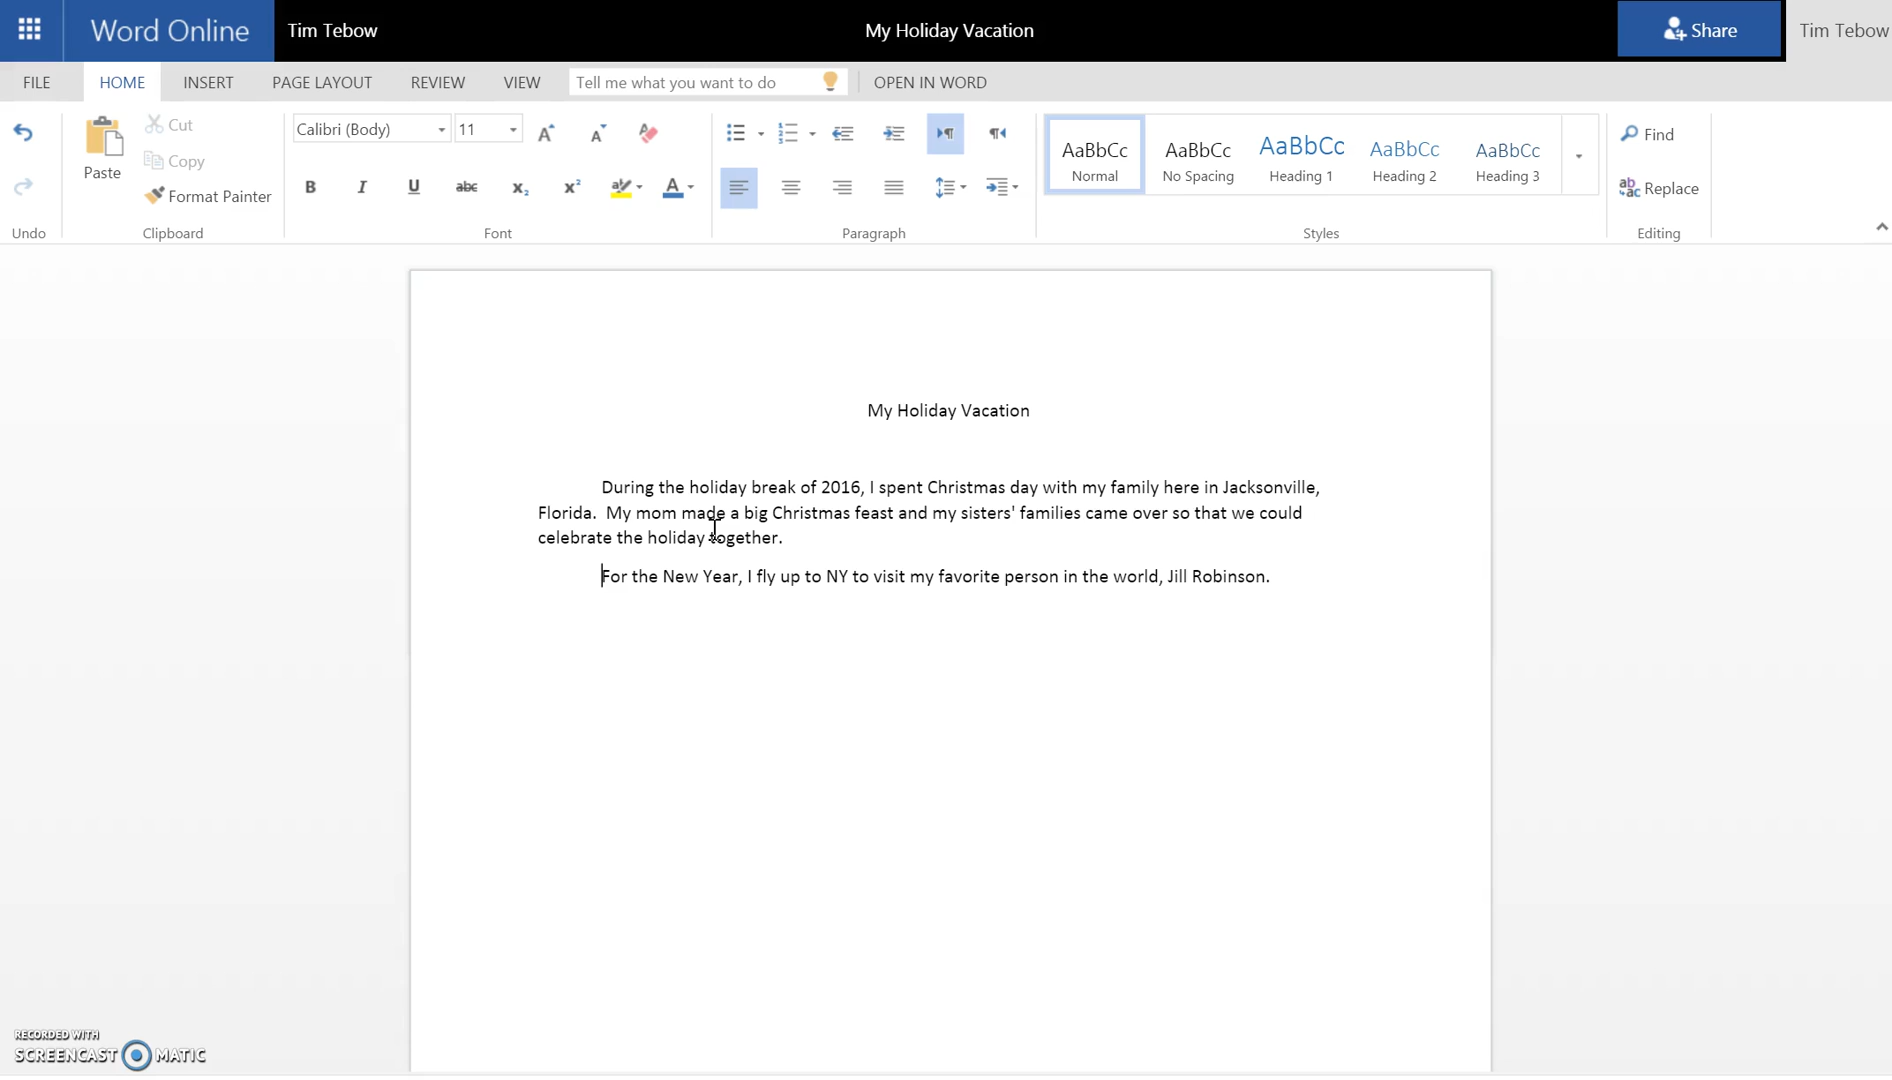 Word Online
Tim Tebow
My Holiday Vacation
Share
Tim Tebow
FILE
HOME
INSERT
PAGE LAYOUT
REVIEW
VIEW
Tell me what you want to do
OPEN IN WORD
Paste
Cut
Copy
Format Painter
Calibri (Body)
11
B
I
U
abc
x₂
x²
A
AaBbCc
Normal
AaBbCc
No Spacing
AaBbCc
Heading 1
AaBbCc
Heading 2
AaBbCc
Heading 3
Find
Replace
Undo
Clipboard
Font
Paragraph
Styles
Editing
My Holiday Vacation
During the holiday break of 2016, I spent Christmas day with my family here in Jacksonville,
Florida.  My mom made a big Christmas feast and my sisters' families came over so that we could
celebrate the holiday together.
For the New Year, I fly up to NY to visit my favorite person in the world, Jill Robinson.
RECORDED WITH
SCREENCAST MATIC